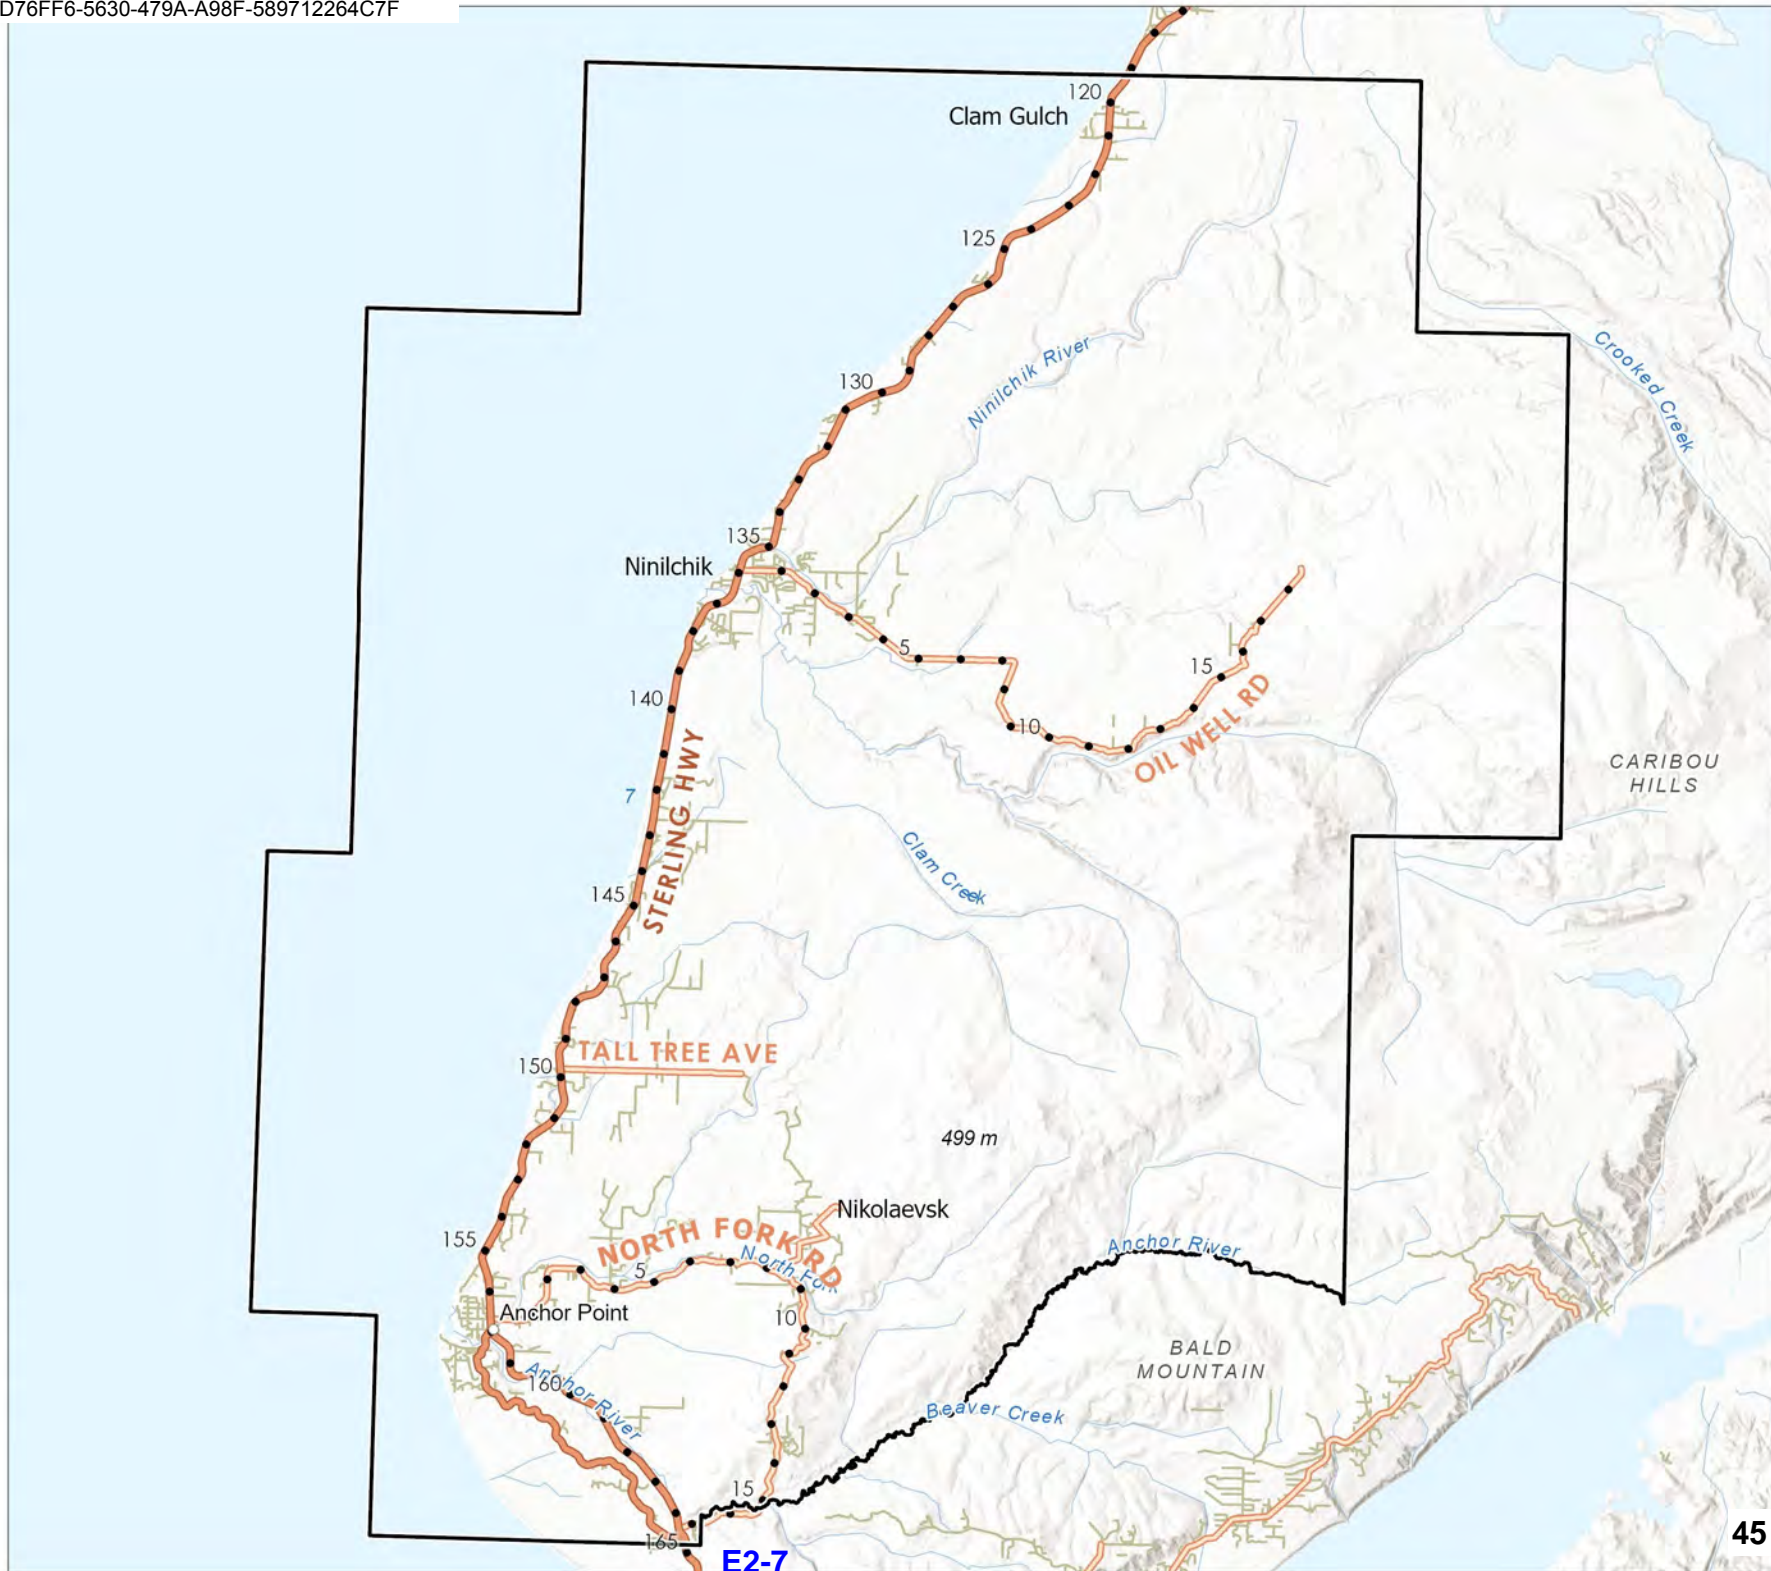 D76FF6-5630-479A-A98F-589712264C7F
120
Clam Gulch
125
Ninilchik River
Crooked Creek
130
135
Ninilchik
5
15
140
10
OIL WELL RD
CARIBOU
HILLS
STERLING HWY
7
Clam Creek
145
TALL TREE AVE
150
499 m
Nikolaevsk
155
NORTH FORK RD
North Fork
5
Anchor River
Anchor Point
10
BALD
MOUNTAIN
160
Anchor River
Beaver Creek
15
165
E2-7
45